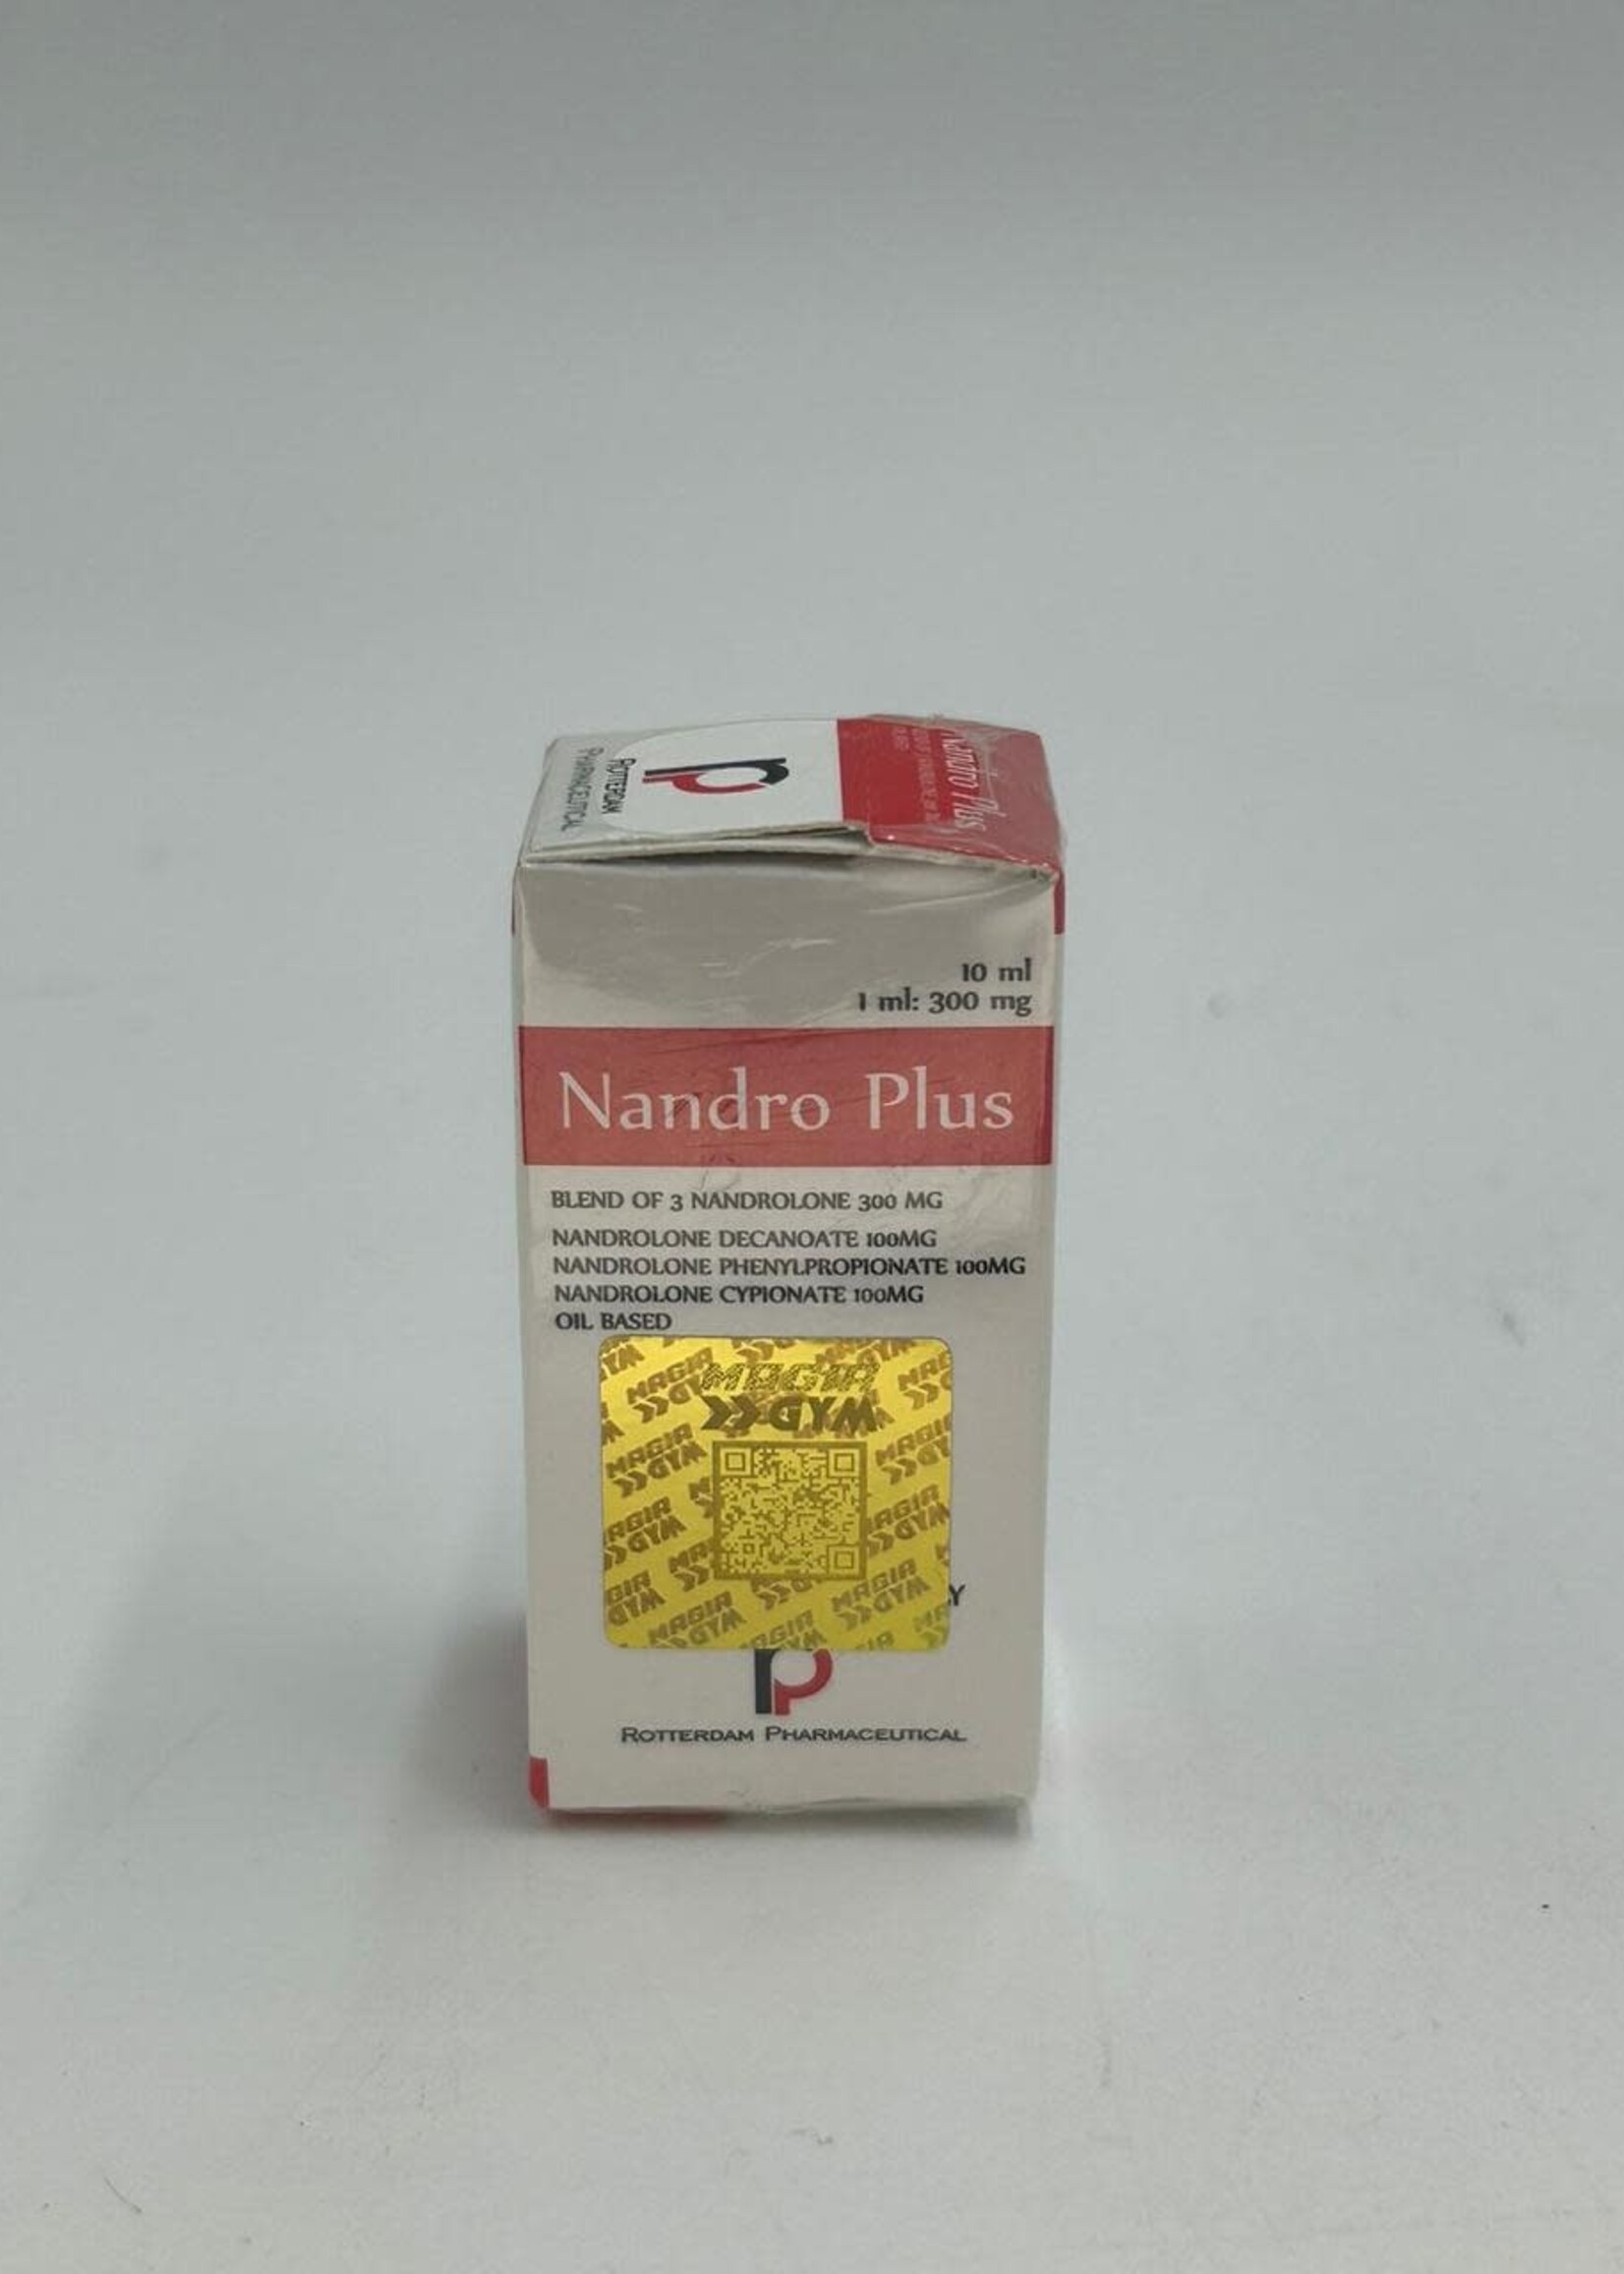 ROTTERDAM
PHARMACEUTICAL
Nandro Plus
10 ml
1 ml: 300 mg
Nandro Plus
BLEND OF 3 NANDROLONE 300 MG
NANDROLONE DECANOATE 100MG
NANDROLONE PHENYLPROPIONATE 100MG
NANDROLONE CYPIONATE 100MG
OIL BASED
MAGIA
GYM
Y
ROTTERDAM PHARMACEUTICAL